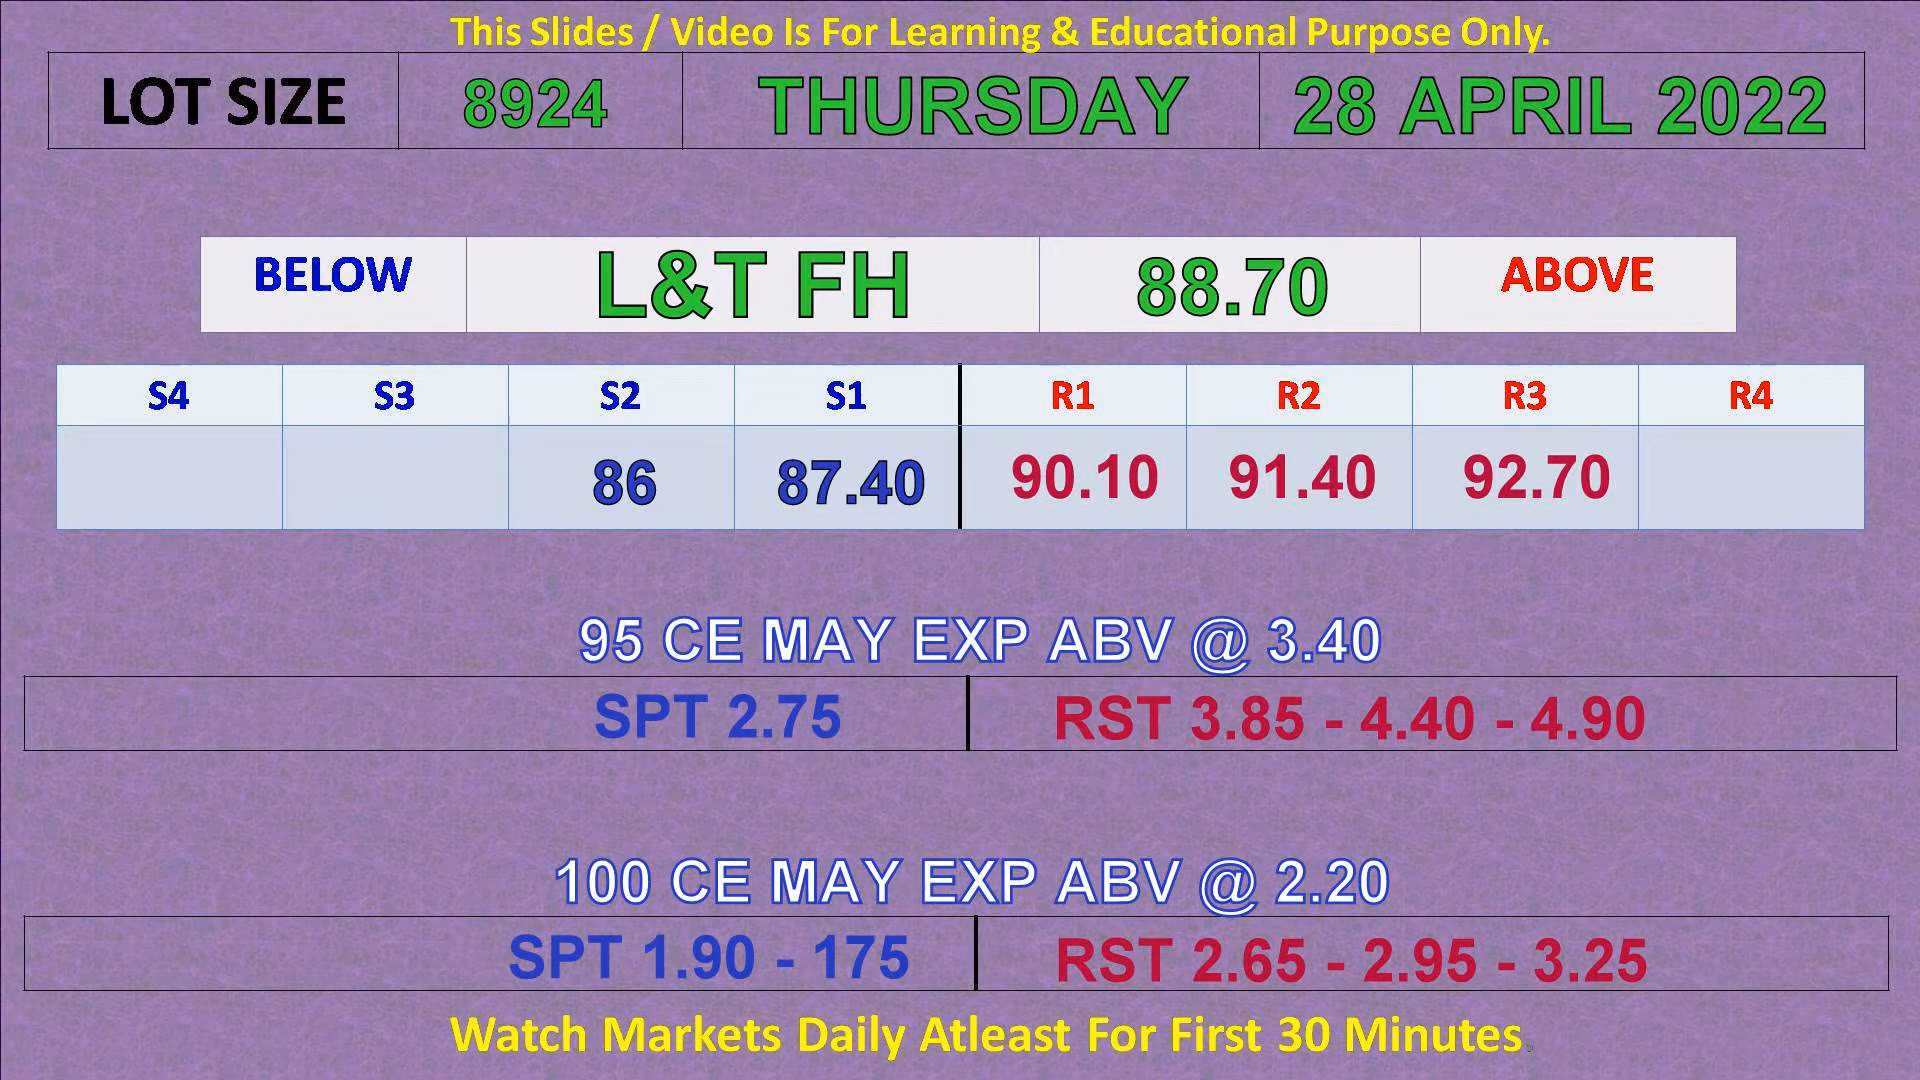 This Slides / Video Is For Learning & Educational Purpose Only.
LOT SIZE 8924 THURSDAY 28 APRIL 2022
BELOW L&T FH 88.70 ABOVE
S4 S3 S2 S1 R1 R2 R3 R4
86 87.40 90.10 91.40 92.70
95 CE MAY EXP ABV @ 3.40
SPT 2.75 RST 3.85 - 4.40 - 4.90
100 CE MAY EXP ABV @ 2.20
SPT 1.90 - 175 RST 2.65 - 2.95 - 3.25
Watch Markets Daily Atleast For First 30 Minutes